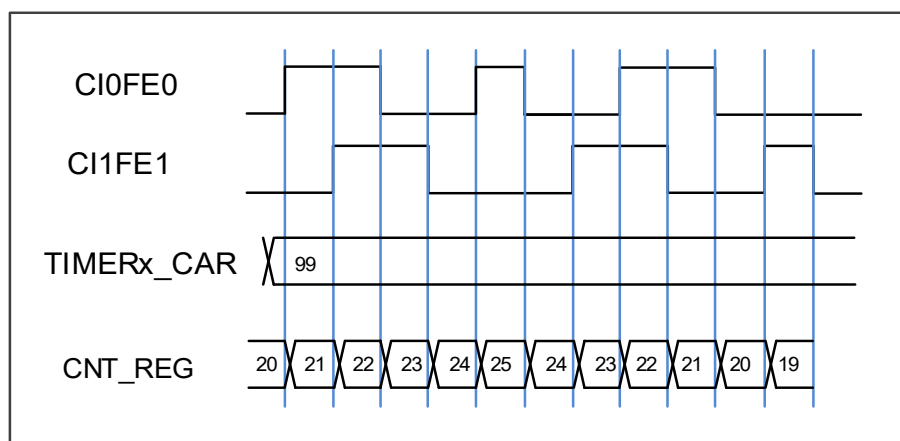 CI0FE0
CI1FE1
TIMERx_CAR 99
CNT_REG 20 21 22 23 24 25 24 23 22 21 20 19